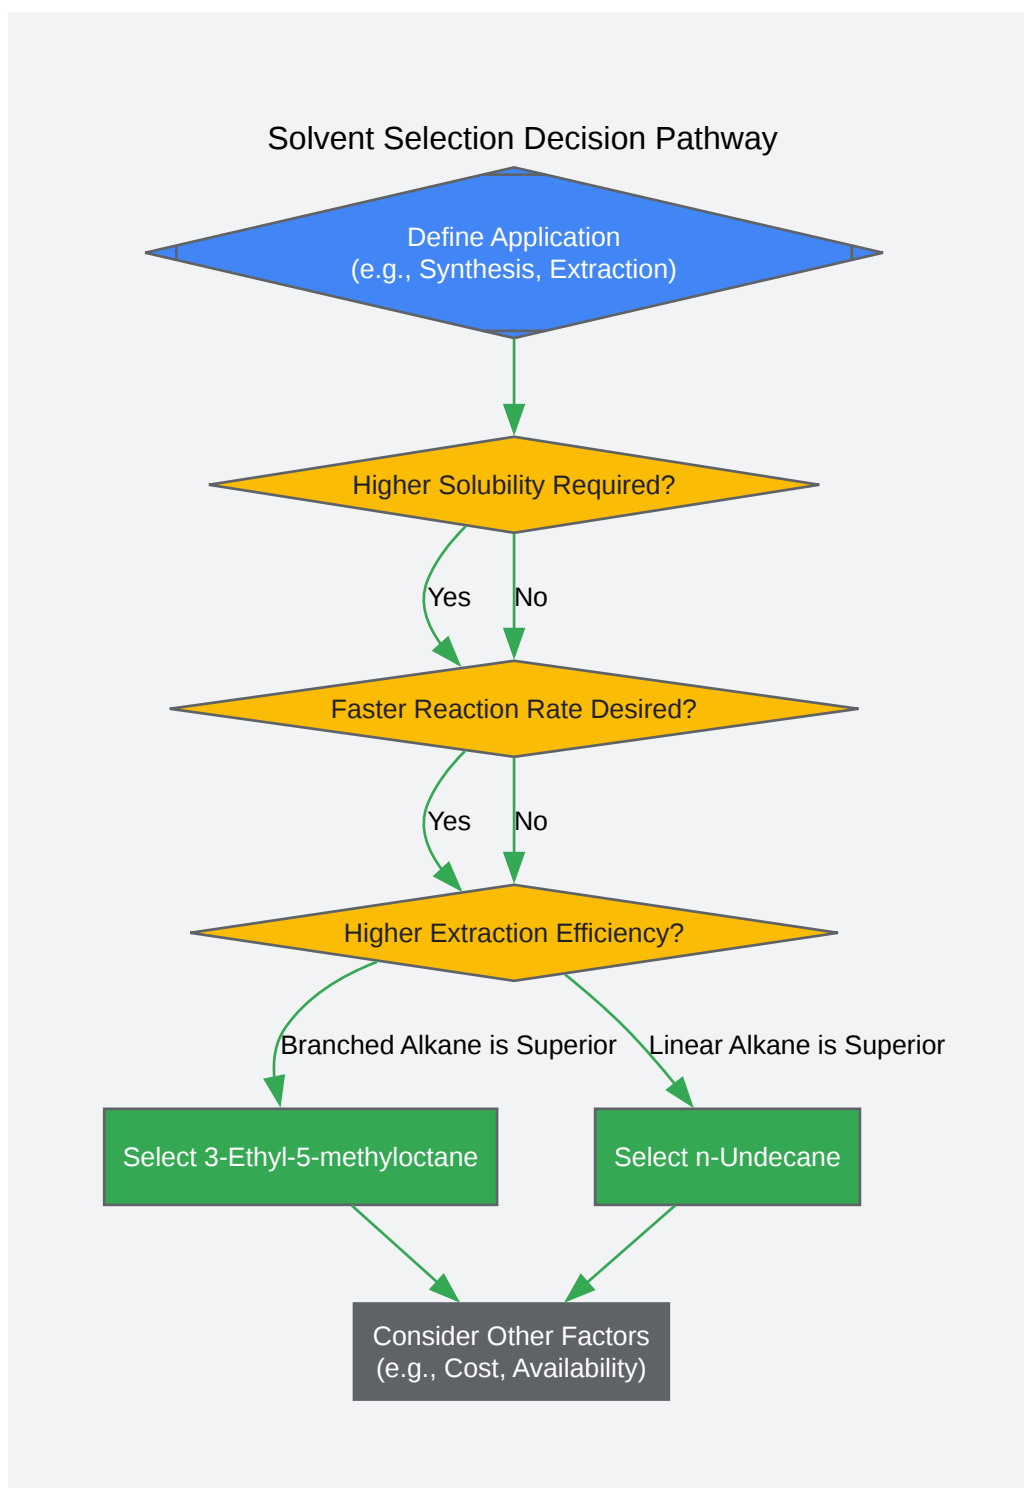 Solvent Selection Decision Pathway
Define Application
(e.g., Synthesis, Extraction)
Higher Solubility Required?
Yes
No
Faster Reaction Rate Desired?
Yes
No
Higher Extraction Efficiency?
Branched Alkane is Superior
Linear Alkane is Superior
Select 3-Ethyl-5-methyloctane
Select n-Undecane
Consider Other Factors
(e.g., Cost, Availability)